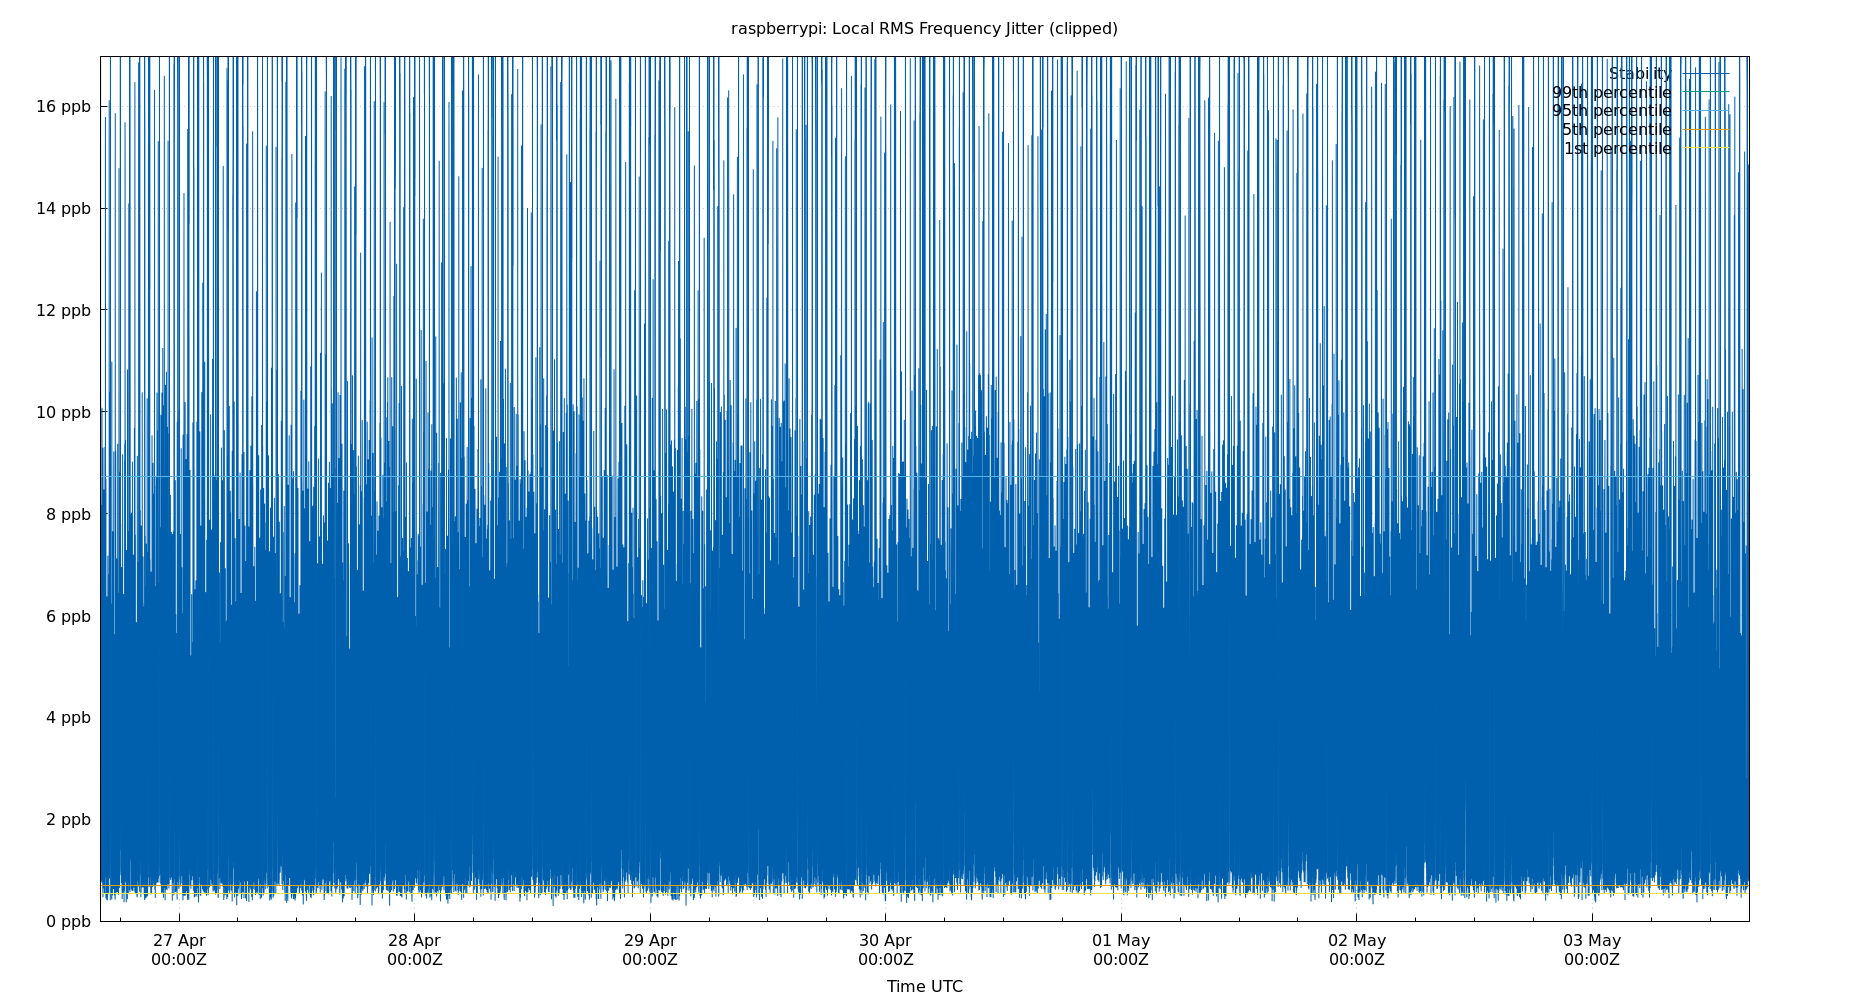 raspberrypi: Local RMS Frequency Jitter (clipped)
Stability
99th percentile
95th percentile
5th percentile
1st percentile
16 ppb
14 ppb
12 ppb
10 ppb
8 ppb
6 ppb
4 ppb
2 ppb
0 ppb
27 Apr 28 Apr 29 Apr 30 Apr 01 May 02 May 03 May
00:00Z 00:00Z 00:00Z 00:00Z 00:00Z 00:00Z 00:00Z
Time UTC